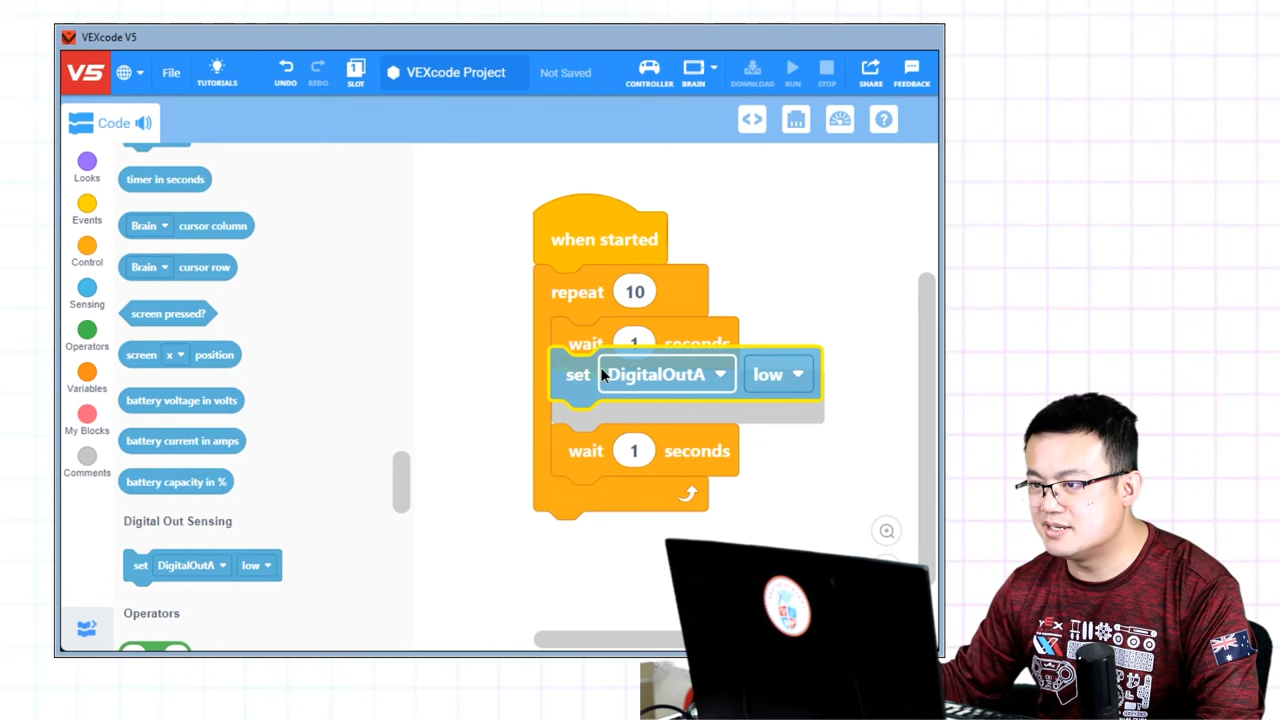 VEXcode V5
V5
File
TUTORIALS
UNDO
REDO
1
SLOT
VEXcode Project
Not Saved
CONTROLLER
BRAIN
DOWNLOAD
RUN
STOP
SHARE
FEEDBACK
Code
Looks
Events
Control
Sensing
Operators
Variables
My Blocks
Comments
timer in seconds
Brain cursor column
Brain cursor row
screen pressed?
screen x position
battery voltage in volts
battery current in amps
battery capacity in %
Digital Out Sensing
set DigitalOutA low
Operators
when started
repeat 10
wait 1 seconds
set DigitalOutA low
wait 1 seconds